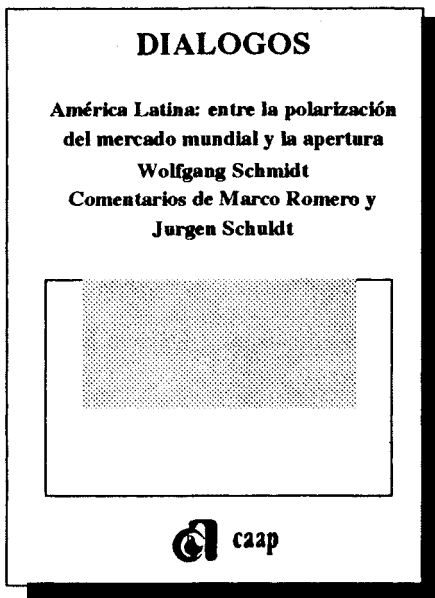 DIALOGOS
América Latina: entre la polarización
del mercado mundial y la apertura
Wolfgang Schmidt
Comentarios de Marco Romero y
Jurgen Schuldt
caap